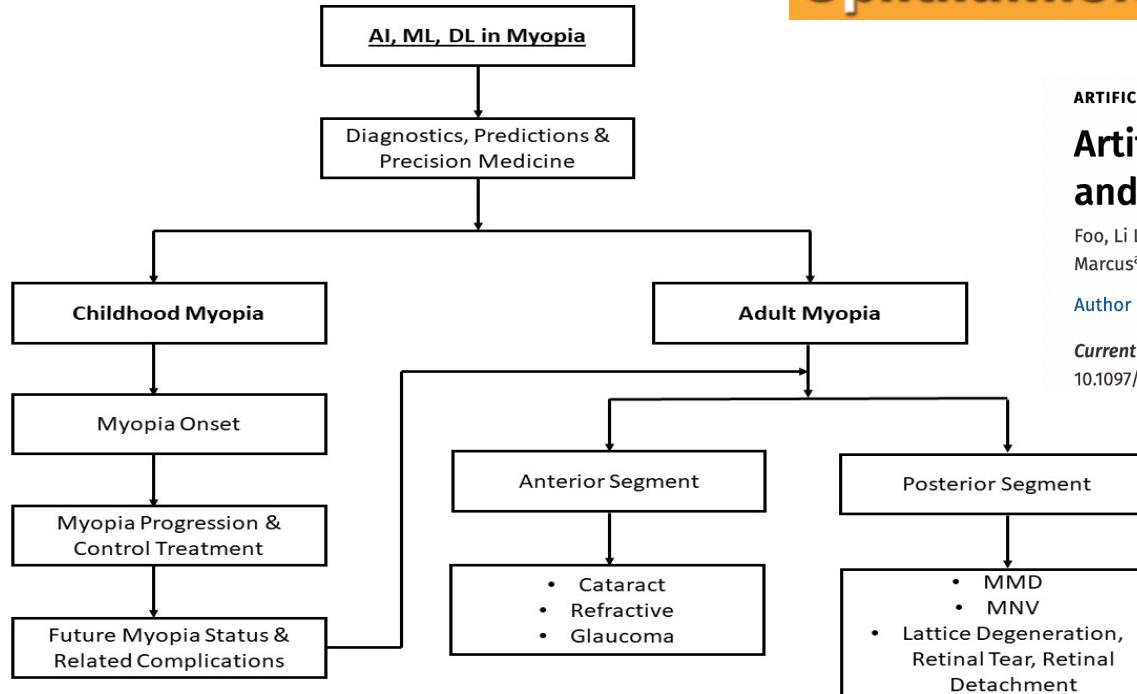 AI, ML, DL in Myopia
Diagnostics, Predictions &
Precision Medicine
Childhood Myopia
Myopia Onset
Myopia Progression &
Control Treatment
Future Myopia Status &
Related Complications
Adult Myopia
Anterior Segment
• Cataract
• Refractive
• Glaucoma
Posterior Segment
• MMD
• MNV
• Lattice Degeneration,
Retinal Tear, Retinal
Detachment
and
Foo, Li
Marcus
Author
Current
10.1097/